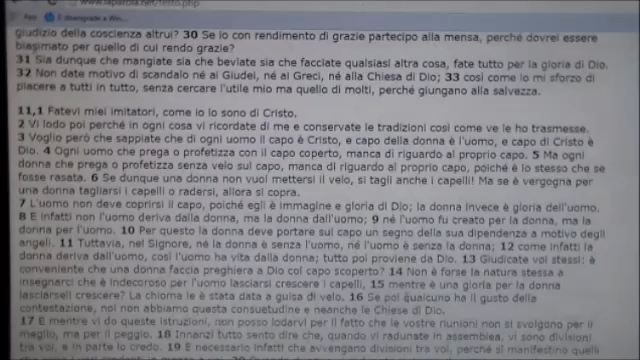 www.laparola.net/testo.php
giudizio della coscienza altrui? 30 Se io con rendimento di grazie partecipo alla mensa, perché dovrei essere
biasimato per quello di cui rendo grazie?
31 Sia dunque che mangiate sia che beviate sia che facciate qualsiasi altra cosa, fate tutto per la gloria di Dio.
32 Non date motivo di scandalo né ai Giudei, né ai Greci, né alla Chiesa di Dio; 33 così come io mi sforzo di
piacere a tutti in tutto, senza cercare l'utile mio ma quello di molti, perché giungano alla salvezza.
11,1 Fatevi miei imitatori, come io lo sono di Cristo.
2 Vi lodo poi perché in ogni cosa vi ricordate di me e conservate le tradizioni così come ve le ho trasmesse.
3 Voglio però che sappiate che di ogni uomo il capo è Cristo, e capo della donna è l'uomo, e capo di Cristo è
Dio. 4 Ogni uomo che prega o profetizza con il capo coperto, manca di riguardo al proprio capo. 5 Ma ogni
donna che prega o profetizza senza velo sul capo, manca di riguardo al proprio capo, poiché è lo stesso che se
fosse rasata. 6 Se dunque una donna non vuol mettersi il velo, si tagli anche i capelli! Ma se è vergogna per
una donna tagliarsi i capelli o radersi, allora si copra.
7 L'uomo non deve coprirsi il capo, poiché egli è immagine e gloria di Dio; la donna invece è gloria dell'uomo.
8 E infatti non l'uomo deriva dalla donna, ma la donna dall'uomo; 9 né l'uomo fu creato per la donna, ma la
donna per l'uomo. 10 Per questo la donna deve portare sul capo un segno della sua dipendenza a motivo degli
angeli. 11 Tuttavia, nel Signore, né la donna è senza l'uomo, né l'uomo è senza la donna; 12 come infatti la
donna deriva dall'uomo, così l'uomo ha vita dalla donna; tutto poi proviene da Dio. 13 Giudicate voi stessi: è
conveniente che una donna faccia preghiera a Dio col capo scoperto? 14 Non è forse la natura stessa a
insegnarci che è indecoroso per l'uomo lasciarsi crescere i capelli, 15 mentre è una gloria per la donna
lasciarseli crescere? La chioma le è stata data a guisa di velo. 16 Se poi qualcuno ha il gusto della
contestazione, noi non abbiamo questa consuetudine e neanche le Chiese di Dio.
17 E mentre vi do queste istruzioni, non posso lodarvi per il fatto che le vostre riunioni non si svolgono per il
meglio, ma per il peggio. 18 Innanzi tutto sento dire che, quando vi radunate in assemblea, vi sono divisioni
tra voi, e in parte lo credo. 19 È necessario infatti che avvengano divisioni tra voi, perché si manifestino quelli